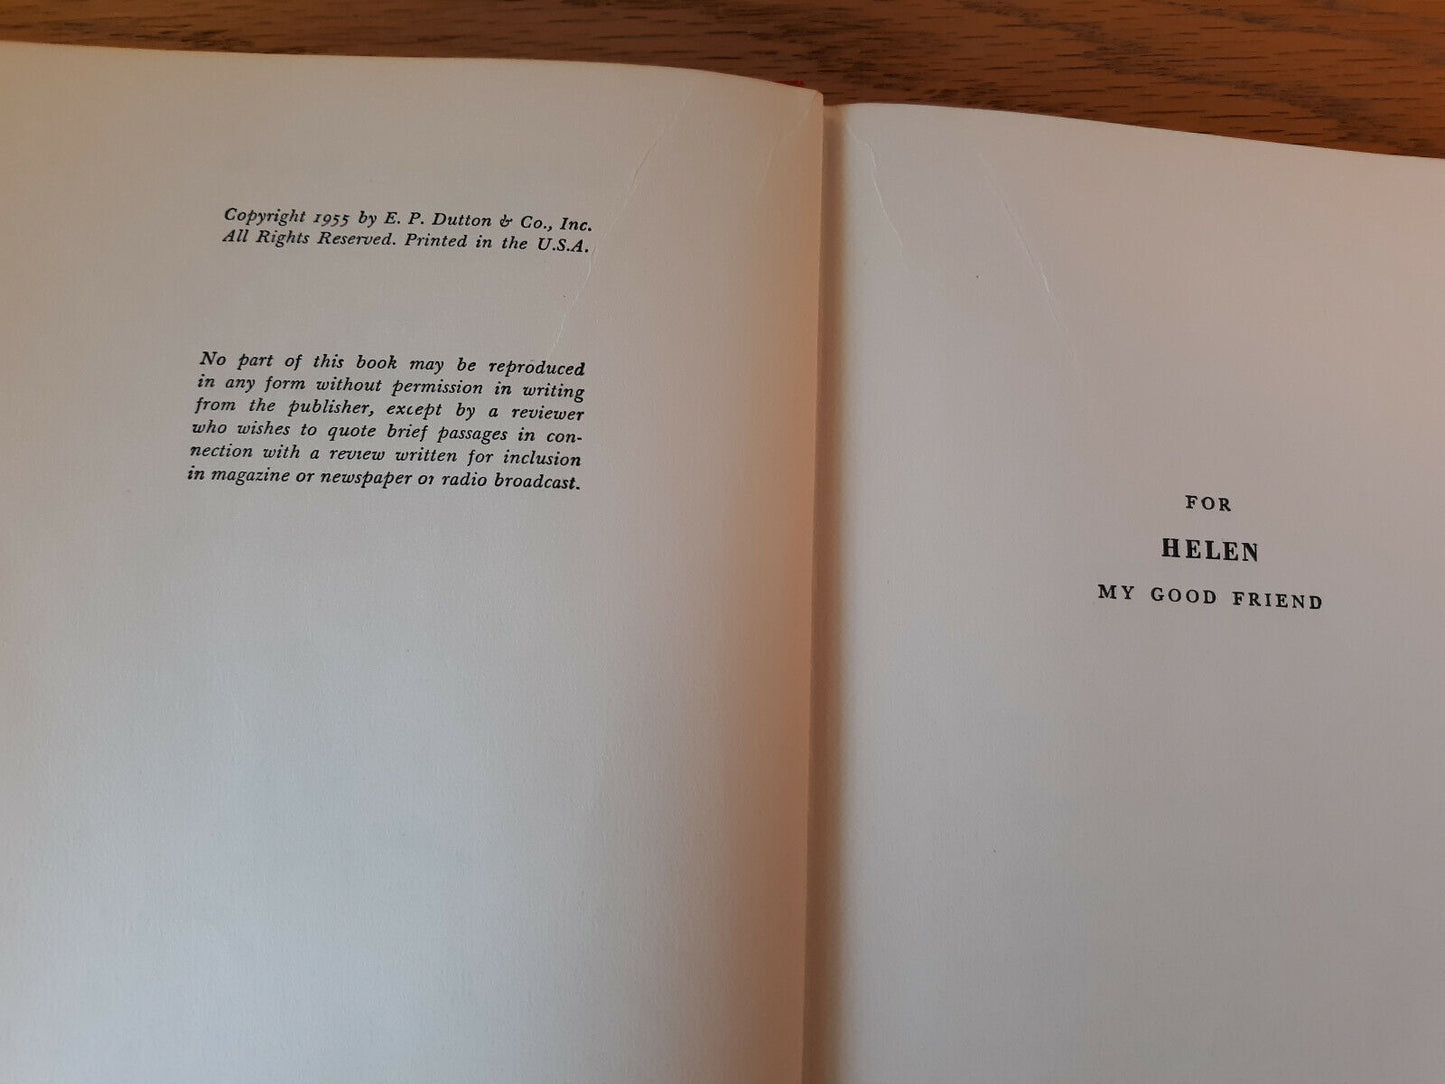 Copyright 1955 by E. P. Dutton & Co., Inc.
All Rights Reserved. Printed in the U.S.A.
No part of this book may be reproduced
in any form without permission in writing
from the publisher, except by a reviewer
who wishes to quote brief passages in con-
nection with a review written for inclusion
in magazine or newspaper or radio broadcast.
FOR
HELEN
MY GOOD FRIEND